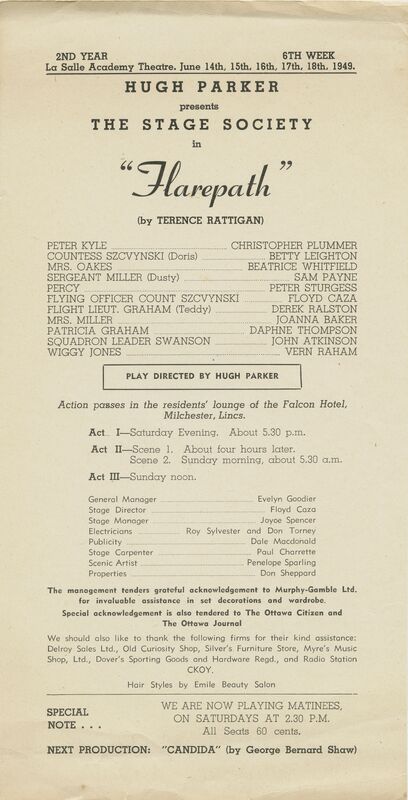 2ND YEAR 6TH WEEK
La Salle Academy Theatre. June 14th, 15th, 16th, 17th, 18th, 1949.
HUGH PARKER
presents
THE STAGE SOCIETY
in
"Flarepath"
(by TERENCE RATTIGAN)
PETER KYLE CHRISTOPHER PLUMMER
COUNTESS SZCVYNSKI (Doris) BETTY LEIGHTON
MRS. OAKES BEATRICE WHITFIELD
SERGEANT MILLER (Dusty) SAM PAYNE
PERCY PETER STURGESS
FLYING OFFICER COUNT SZCVYNSKI FLOYD CAZA
FLIGHT LIEUT. GRAHAM (Teddy) DEREK RALSTON
MRS. MILLER JOANNA BAKER
PATRICIA GRAHAM DAPHNE THOMPSON
SQUADRON LEADER SWANSON JOHN ATKINSON
WIGGY JONES VERN RAHAM
PLAY DIRECTED BY HUGH PARKER
Action passes in the residents' lounge of the Falcon Hotel,
Milchester, Lincs.
Act I—Saturday Evening. About 5.30 p.m.
Act II—Scene 1. About four hours later.
Scene 2. Sunday morning, about 5.30 a.m.
Act III—Sunday noon.
General Manager Evelyn Goodier
Stage Director Floyd Caza
Stage Manager Joyce Spencer
Electricians Roy Sylvester and Don Torney
Publicity Dale Macdonald
Stage Carpenter Paul Charrette
Scenic Artist Penelope Sparling
Properties Don Sheppard
The management tenders grateful acknowledgement to Murphy-Gamble Ltd.
for invaluable assistance in set decorations and wardrobe.
Special acknowledgement is also tendered to The Ottawa Citizen and
The Ottawa Journal
We should also like to thank the following firms for their kind assistance:
Delroy Sales Ltd., Old Curiosity Shop, Silver's Furniture Store, Myre's Music
Shop, Ltd., Dover's Sporting Goods and Hardware Regd., and Radio Station
CKOY.
Hair Styles by Emile Beauty Salon
SPECIAL NOTE . . .
WE ARE NOW PLAYING MATINEES,
ON SATURDAYS AT 2.30 P.M.
All Seats 60 cents.
NEXT PRODUCTION: "CANDIDA" (by George Bernard Shaw)